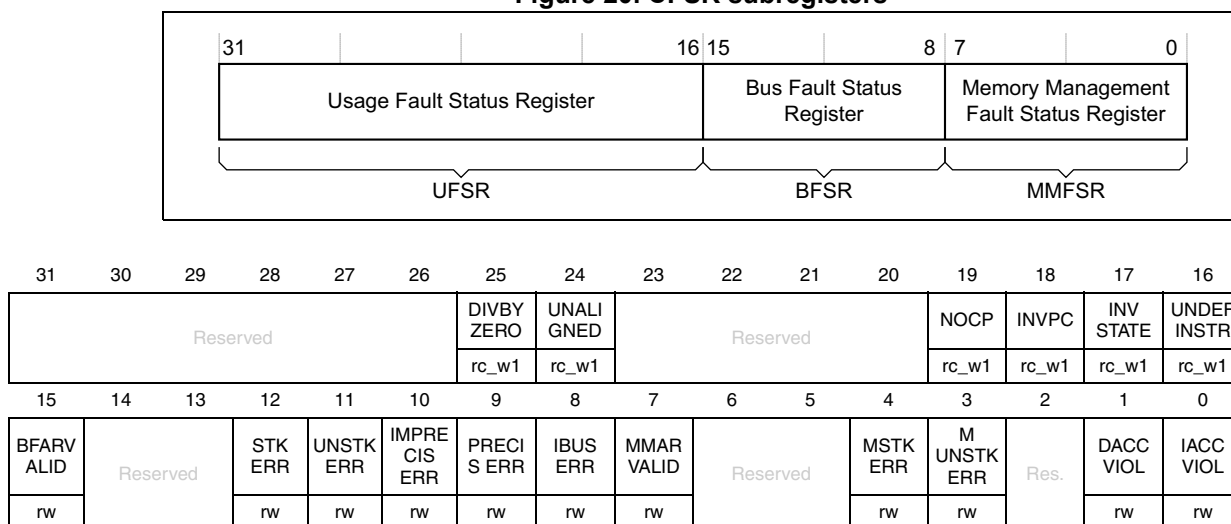 31 16 15 8 7 0
Usage Fault Status Register Bus Fault Status Memory Management
Register Fault Status Register
UFSR BFSR MMFSR
31 30 29 28 27 26 25 24 23 22 21 20 19 18 17 16
Reserved DIVBY UNALI Reserved NOCP INVPC INV UNDEF
ZERO GNED STATE INSTR
rc_w1 rc_w1 rc_w1 rc_w1 rc_w1 rc_w1
15 14 13 12 11 10 9 8 7 6 5 4 3 2 1 0
BFARV Reserved STK UNSTK IMPRE PRECI IBUS MMAR Reserved MSTK M Res. DACC IACC
ALID ERR ERR CIS S ERR ERR VALID ERR UNSTK VIOL VIOL
ERR ERR
rw rw rw rw rw rw rw rw rw rw rw